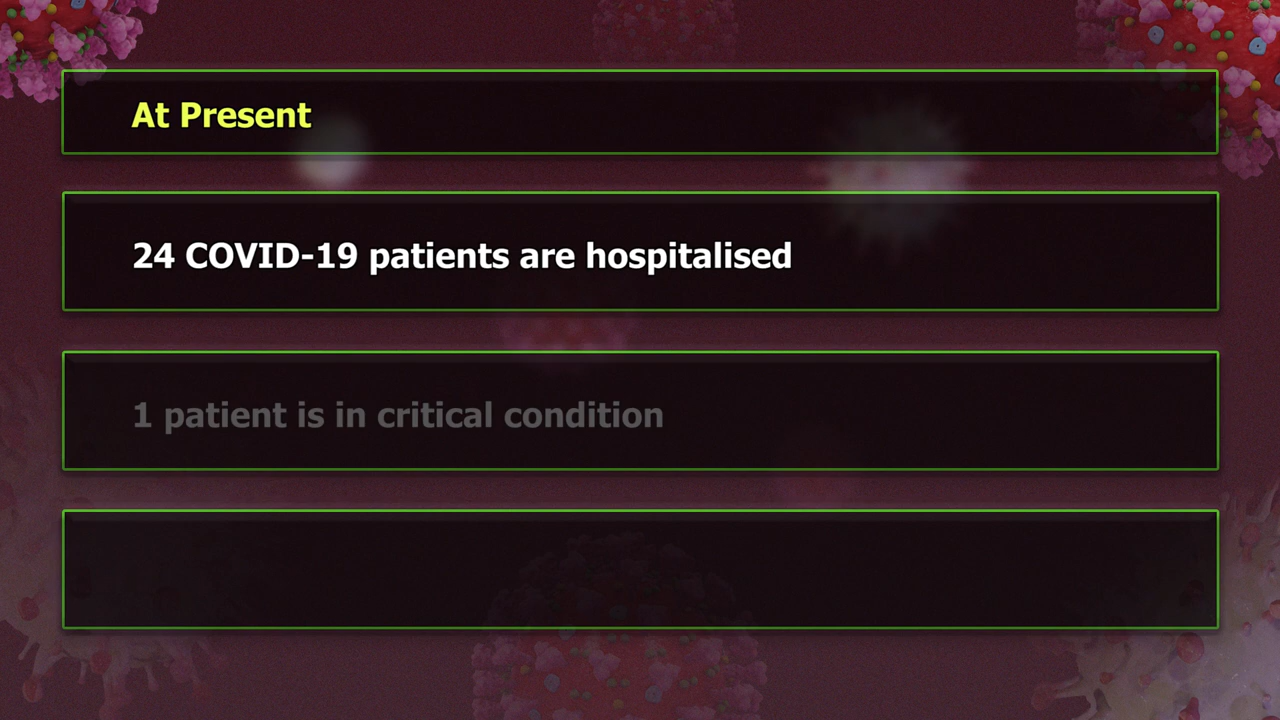 At Present
24 COVID-19 patients are hospitalised
1 patient is in critical condition